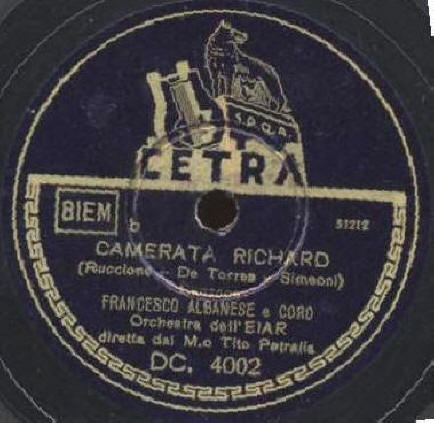 S.P.Q.R.
CETRA
BIEM
b
51212
CAMERATA RICHARD
(Ruccione - De Torres - Simeoni)
FRANCESCO ALBANESE e CORO
Orchestra dell'EIAR
diretta dal M.o Tito Petralia
DC. 4002